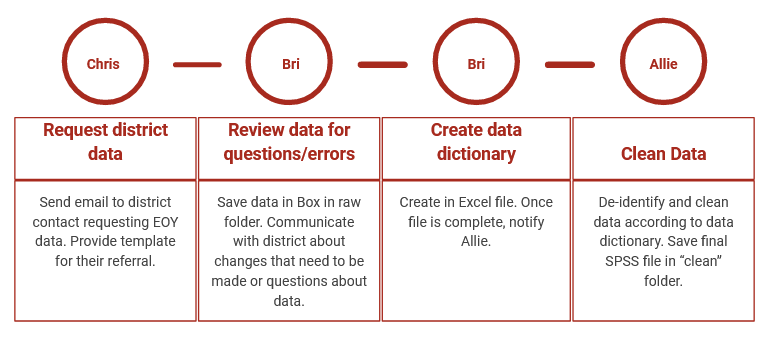 Chris
Bri
Bri
Allie
Request district
data
Review data for
questions/errors
Create data
dictionary
Clean Data
Send email to district
contact requesting EOY
data. Provide template
for their referral.
Save data in Box in raw
folder. Communicate
with district about
changes that need to be
made or questions about
data.
Create in Excel file. Once
file is complete, notify
Allie.
De-identify and clean
data according to data
dictionary. Save final
SPSS file in “clean”
folder.